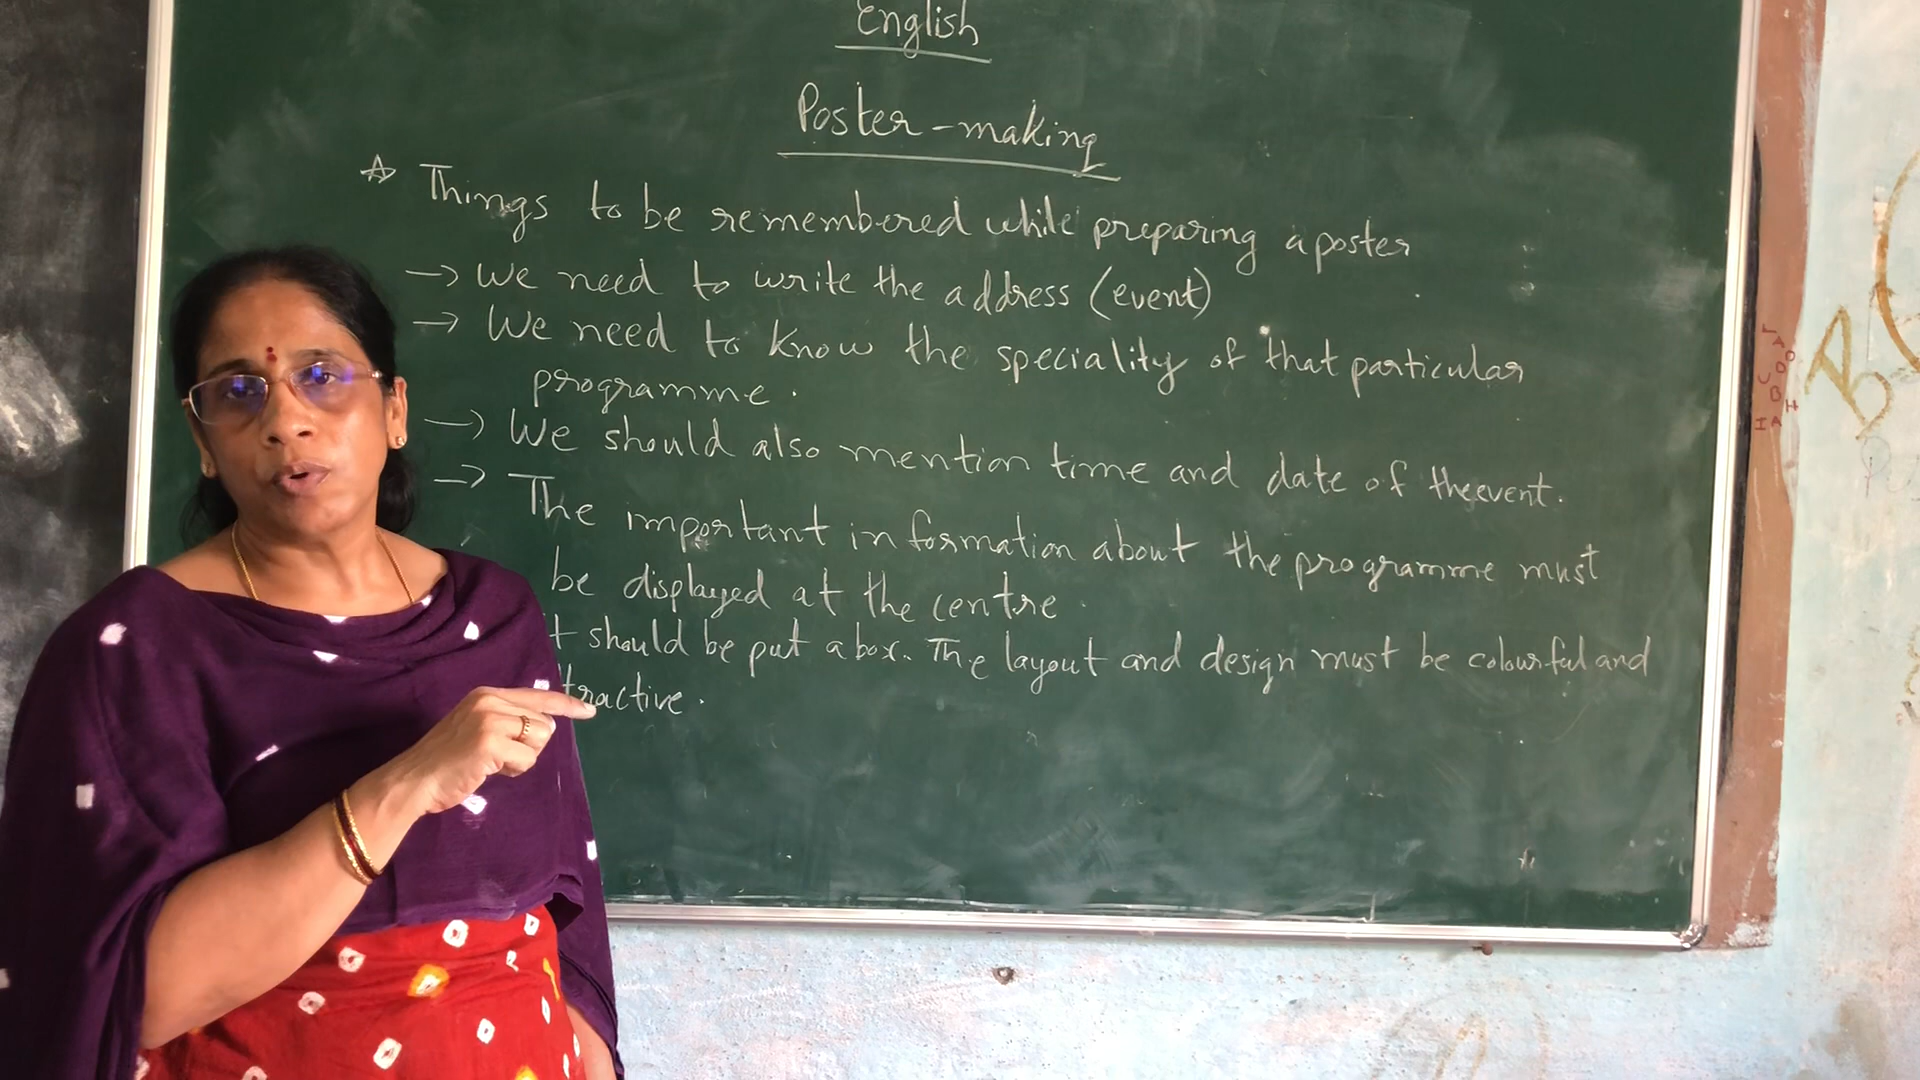 English
Poster-making
☆ Things to be remembered while preparing a poster
→ We need to write the address (event)
→ We need to know the speciality of that particular
programme.
→ We should also mention time and date of the event.
→ The important information about the programme must
be displayed at the centre.
should be put a box. The layout and design must be colourful and